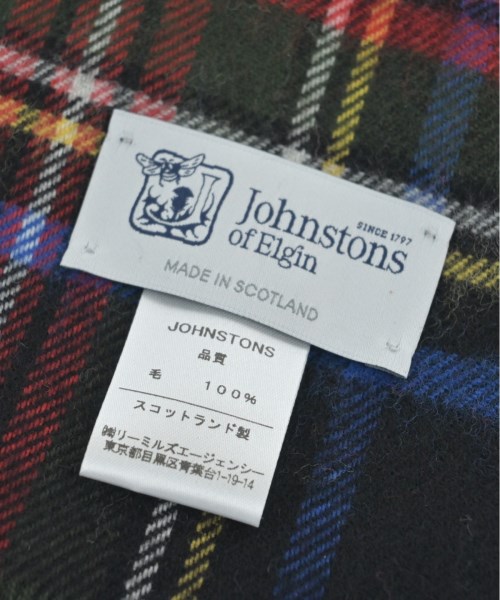 Johnstons
SINCE 1797
of Elgin
MADE IN SCOTLAND
JOHNSTONS
品質
毛 100%
スコットランド製
㈱リーミルズエージェンシー
東京都目黒区青葉台1-19-14